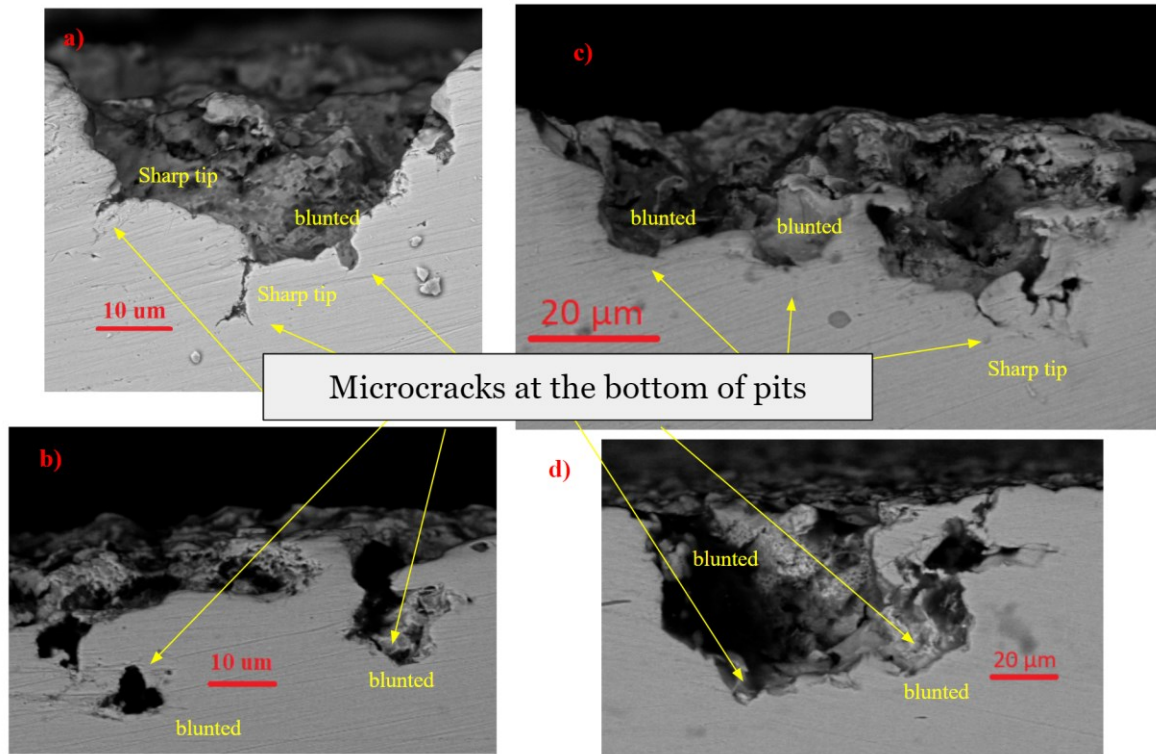 a)
Sharp tip
blunted
Sharp tip
10 um
c)
blunted
blunted
20 µm
Sharp tip
Microcracks at the bottom of pits
b)
10 um
blunted
blunted
d)
blunted
20 µm
blunted